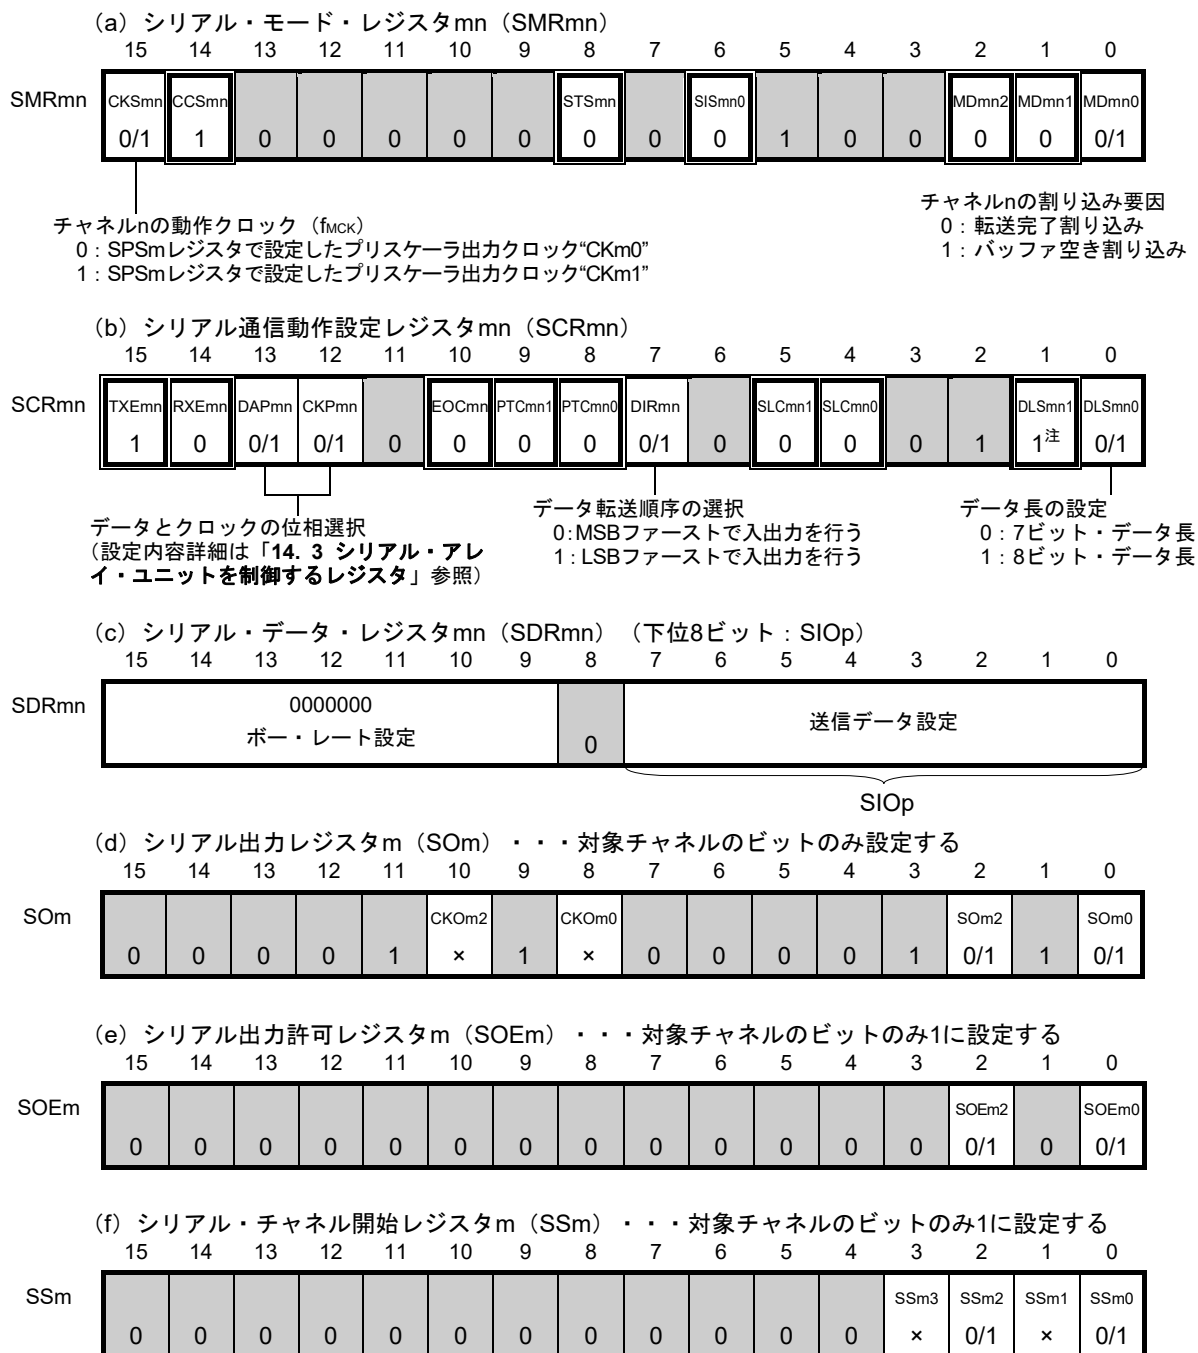 (a) シリアル・モード・レジスタmn（SMRmn）
15 14 13 12 11 10 9 8 7 6 5 4 3 2 1 0
SMRmn CKSmn CCSmn STSmn SISmn0 MDmn2 MDmn1 MDmn0
0/1 1 0 0 0 0 0 0 0 0 1 0 0 0 0 0/1
チャネルnの動作クロック（fMCK）
0：SPSmレジスタで設定したプリスケーラ出力クロック“CKm0”
1：SPSmレジスタで設定したプリスケーラ出力クロック“CKm1”
チャネルnの割り込み要因
0：転送完了割り込み
1：バッファ空き割り込み
(b) シリアル通信動作設定レジスタmn（SCRmn）
15 14 13 12 11 10 9 8 7 6 5 4 3 2 1 0
SCRmn TXEmn RXEmn DAPmn CKPmn EOCmn PTCmn1 PTCmn0 DIRmn SLCmn1 SLCmn0 DLSmn1 DLSmn0
1 0 0/1 0/1 0 0 0 0 0/1 0 0 0 0 1 1注 0/1
データとクロックの位相選択
（設定内容詳細は「14. 3 シリアル・アレ
イ・ユニットを制御するレジスタ」参照）
データ転送順序の選択
0:MSBファーストで入出力を行う
1：LSBファーストで入出力を行う
データ長の設定
0：7ビット・データ長
1：8ビット・データ長
(c) シリアル・データ・レジスタmn（SDRmn）（下位8ビット：SIOp）
15 14 13 12 11 10 9 8 7 6 5 4 3 2 1 0
SDRmn 0000000
ボー・レート設定 0 送信データ設定
SIOp
(d) シリアル出力レジスタm（SOm）・・・対象チャネルのビットのみ設定する
15 14 13 12 11 10 9 8 7 6 5 4 3 2 1 0
SOm CKOm2 CKOm0 SOm2 SOm0
0 0 0 0 1 × 1 × 0 0 0 0 1 0/1 1 0/1
(e) シリアル出力許可レジスタm（SOEm）・・・対象チャネルのビットのみ1に設定する
15 14 13 12 11 10 9 8 7 6 5 4 3 2 1 0
SOEm SOEm2 SOEm0
0 0 0 0 0 0 0 0 0 0 0 0 0 0/1 0 0/1
(f) シリアル・チャネル開始レジスタm（SSm）・・・対象チャネルのビットのみ1に設定する
15 14 13 12 11 10 9 8 7 6 5 4 3 2 1 0
SSm SSm3 SSm2 SSm1 SSm0
0 0 0 0 0 0 0 0 0 0 0 0 × 0/1 × 0/1